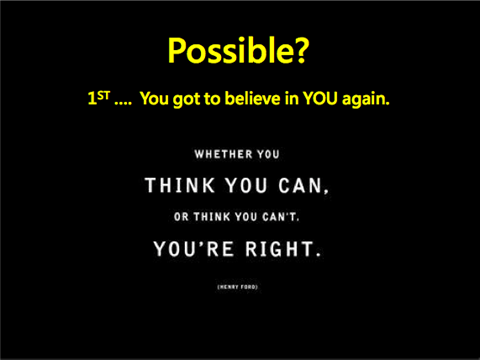 Possible?
1ST .... You got to believe in YOU again.
WHETHER YOU
THINK YOU CAN,
OR THINK YOU CAN'T.
YOU'RE RIGHT.
(HENRY FORD)